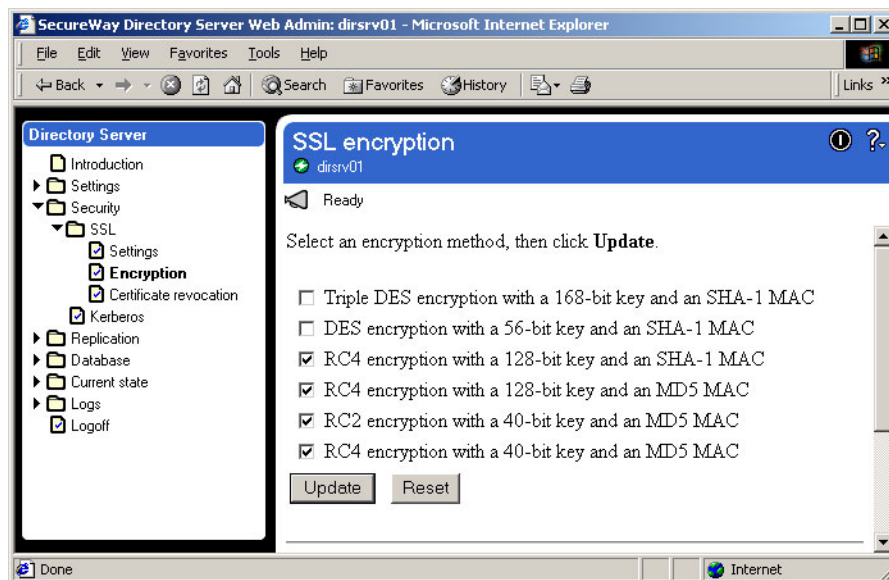 SecureWay Directory Server Web Admin: dirsrv01 - Microsoft Internet Explorer
File Edit View Favorites Tools Help
Back Search Favorites History Links »
Directory Server
Introduction
Settings
Security
SSL
Settings
Encryption
Certificate revocation
Kerberos
Replication
Database
Current state
Logs
Logoff
SSL encryption
dirsrv01
Ready
Select an encryption method, then click Update.
Triple DES encryption with a 168-bit key and an SHA-1 MAC
DES encryption with a 56-bit key and an SHA-1 MAC
RC4 encryption with a 128-bit key and an SHA-1 MAC
RC4 encryption with a 128-bit key and an MD5 MAC
RC2 encryption with a 40-bit key and an MD5 MAC
RC4 encryption with a 40-bit key and an MD5 MAC
Update Reset
Done Internet